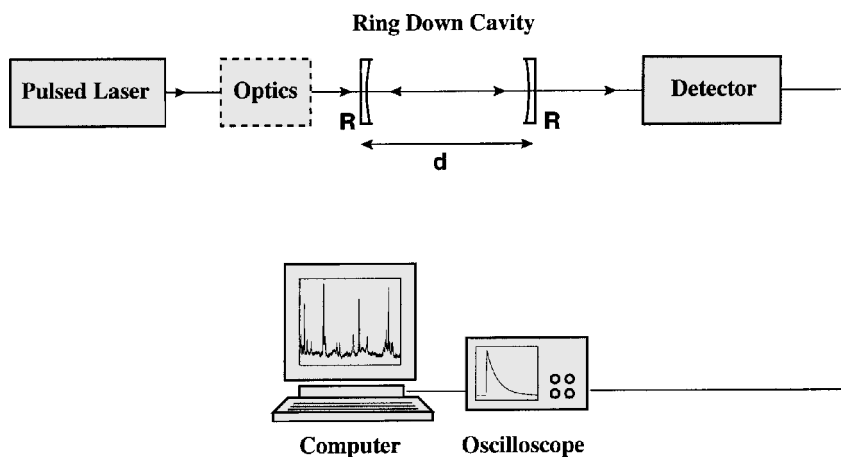 Ring Down Cavity
Pulsed Laser
Optics
Detector
R
R
d
Computer
Oscilloscope